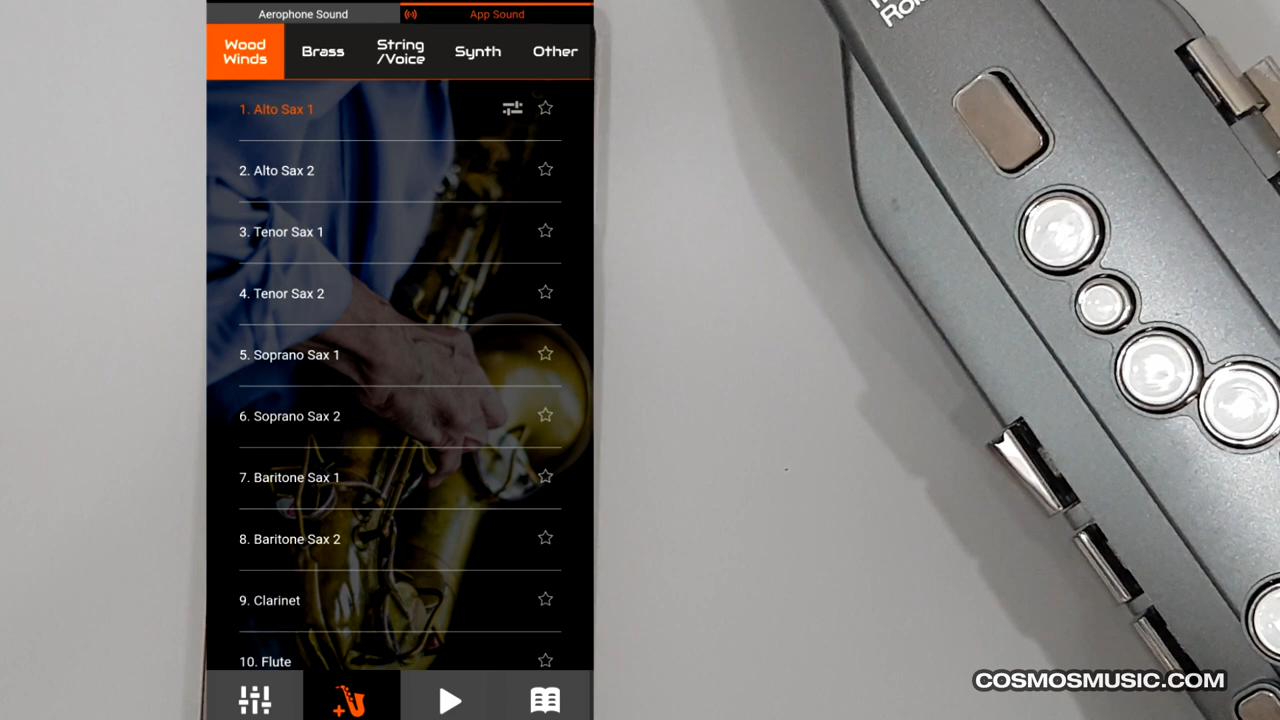 Aerophone Sound
App Sound
Wood
Winds
Brass
String
/Voice
Synth
Other
1. Alto Sax 1
2. Alto Sax 2
3. Tenor Sax 1
4. Tenor Sax 2
5. Soprano Sax 1
6. Soprano Sax 2
7. Baritone Sax 1
8. Baritone Sax 2
9. Clarinet
10. Flute
COSMOSMUSIC.COM